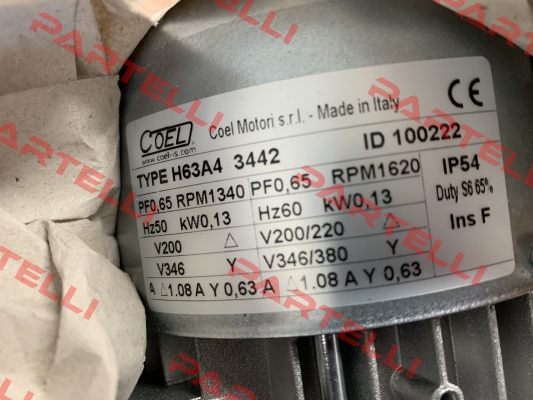 PARTELLI
COEL
www.coel-is.com
Coel Motori s.r.l. - Made in Italy
CE
TYPE H63A4 3442 ID 100222
PF0,65 RPM1340 PF0,65 RPM1620 IP54
Hz50 kW0,13 Hz60 kW0,13 Duty S6 65%
V200 △ V200/220 △ Ins F
V346 Y V346/380 Y
A △1.08 A Y 0,63 A △1.08 A Y 0,63
PARTELLI
PARTELLI
PARTELLI